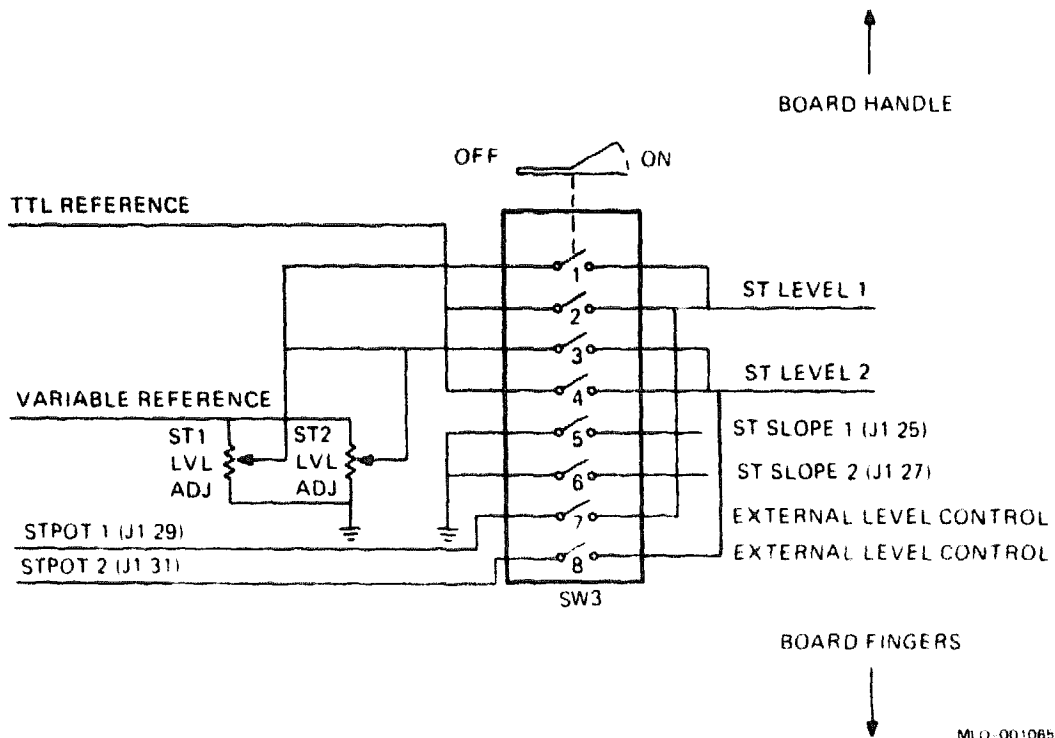 BOARD HANDLE
OFF ON
TTL REFERENCE
1
ST LEVEL 1
2
3
ST LEVEL 2
4
VARIABLE REFERENCE
ST1 LVL ADJ
ST2 LVL ADJ
5
ST SLOPE 1 (J1 25)
6
ST SLOPE 2 (J1 27)
STPOT 1 (J1 29)
7
EXTERNAL LEVEL CONTROL
STPOT 2 (J1 31)
8
EXTERNAL LEVEL CONTROL
SW3
BOARD FINGERS
MLO-001065